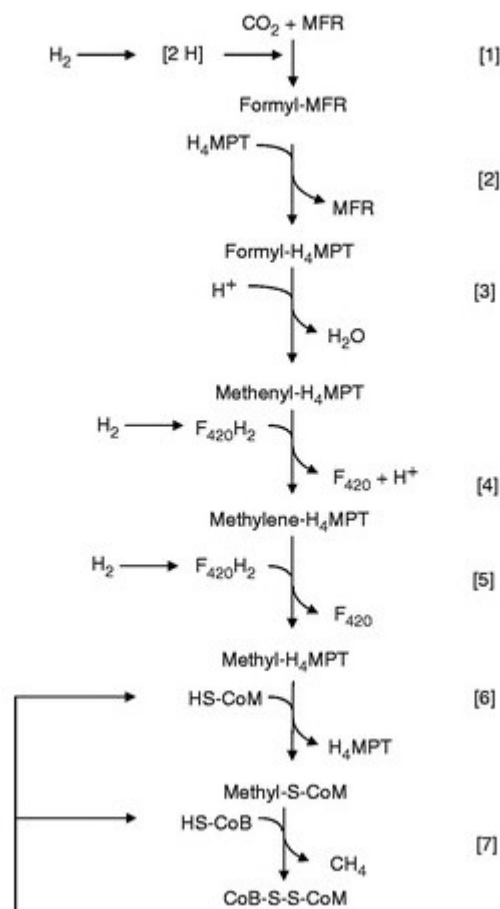 CO₂ + MFR
H₂ [2 H] [1]
Formyl-MFR
H₄MPT
[2]
MFR
Formyl-H₄MPT
H⁺ [3]
H₂O
Methenyl-H₄MPT
H₂ F₄₂₀H₂
F₄₂₀ + H⁺ [4]
Methylene-H₄MPT
H₂ F₄₂₀H₂ [5]
F₄₂₀
Methyl-H₄MPT
HS-CoM [6]
H₄MPT
Methyl-S-CoM
HS-CoB [7]
CH₄
CoB-S-S-CoM